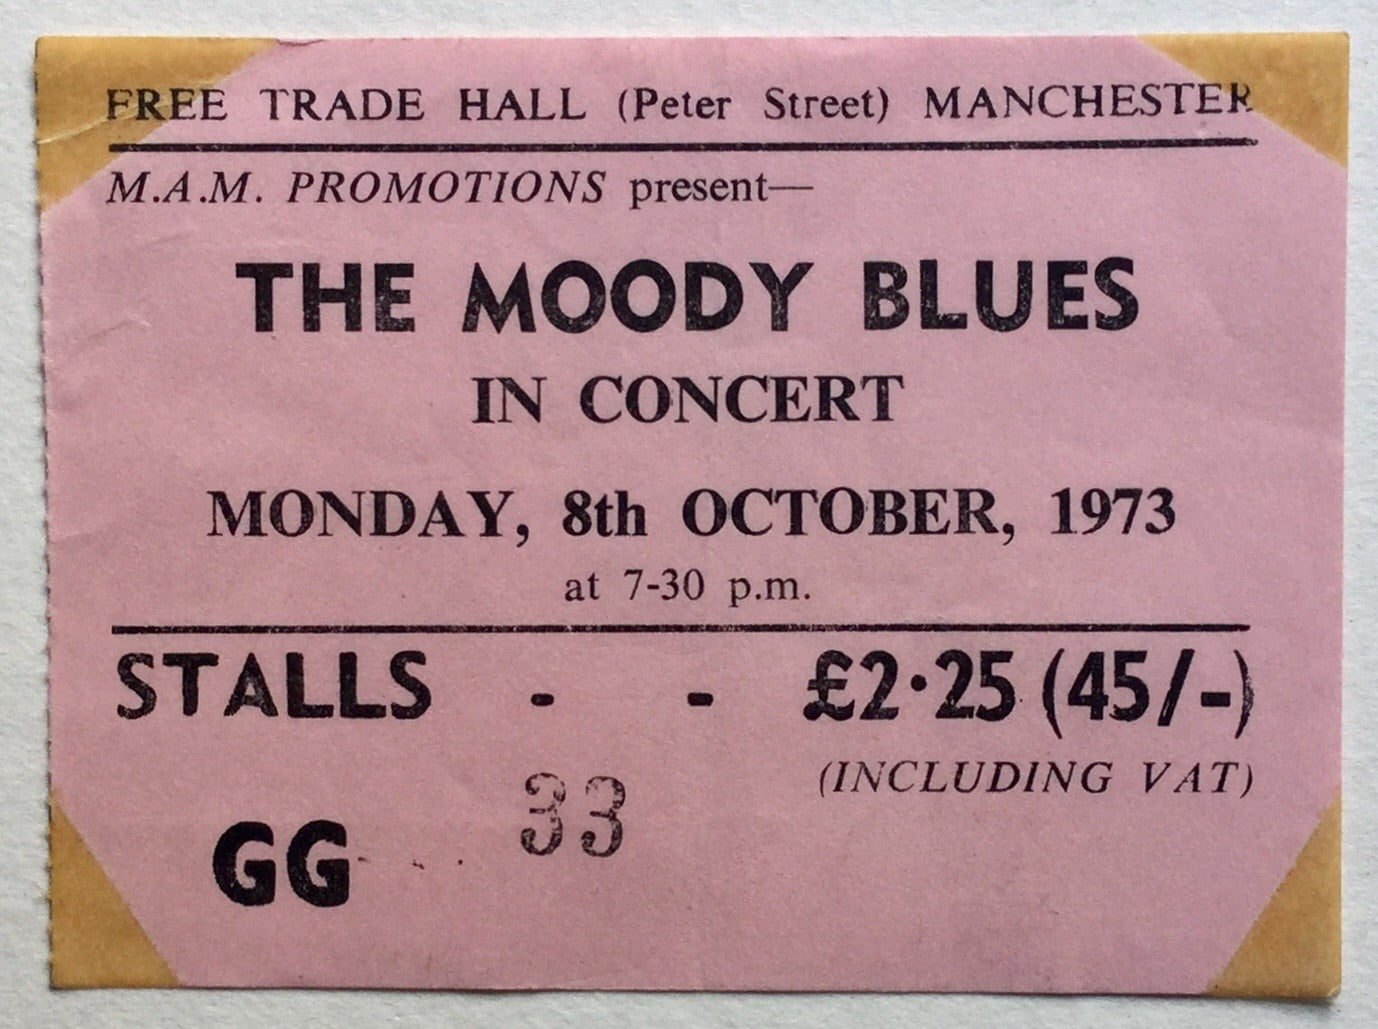 FREE TRADE HALL (Peter Street) MANCHESTER
M.A.M. PROMOTIONS present—
THE MOODY BLUES
IN CONCERT
MONDAY, 8th OCTOBER, 1973
at 7-30 p.m.
STALLS - - £2·25 (45/-)
(INCLUDING VAT)
GG 33